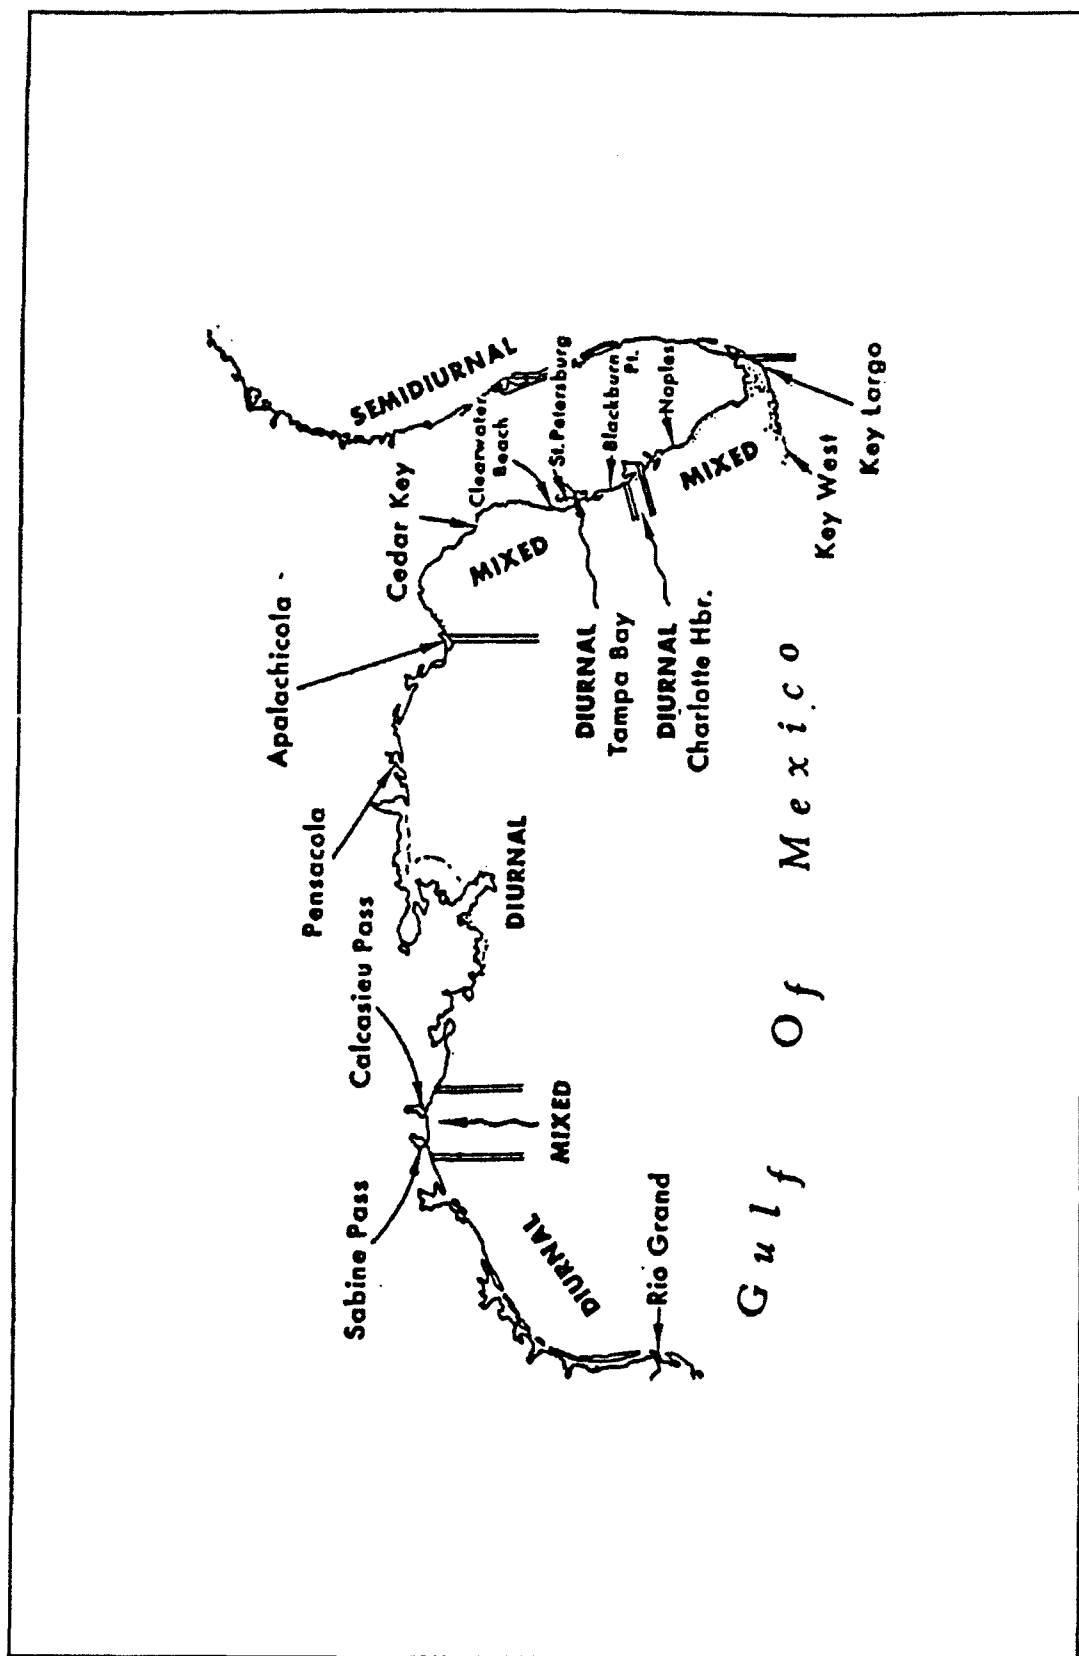 Sabine Pass
Calcasieu Pass
Pensacola
Apalachicola
Cedar Key
Clearwater
Beach
SEMIDIURNAL
St. Petersburg
Blackburn
Pt.
Naples
MIXED
MIXED
DIURNAL
Tampa Bay
DIURNAL
Charlotte Hbr.
Key West
Key Largo
DIURNAL
MIXED
DIURNAL
Rio Grand
Gulf Of Mexico